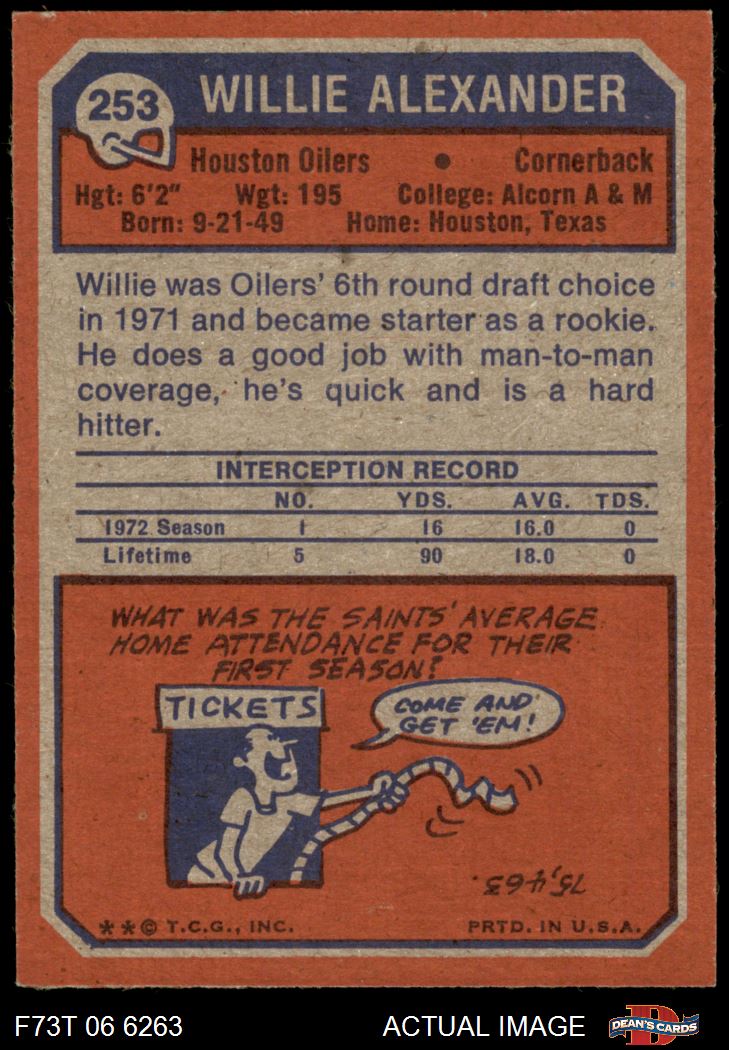 253
WILLIE ALEXANDER
Houston Oilers • Cornerback
Hgt: 6'2" Wgt: 195 College: Alcorn A & M
Born: 9-21-49 Home: Houston, Texas
Willie was Oilers' 6th round draft choice
in 1971 and became starter as a rookie.
He does a good job with man-to-man
coverage, he's quick and is a hard
hitter.
INTERCEPTION RECORD
NO. YDS. AVG. TDS.
1972 Season 1 16 16.0 0
Lifetime 5 90 18.0 0
WHAT WAS THE SAINTS' AVERAGE
HOME ATTENDANCE FOR THEIR
FIRST SEASON?
TICKETS
COME AND
GET 'EM!
75,463.
**© T.C.G., INC. PRTD. IN U.S.A.
F73T 06 6263 ACTUAL IMAGE
D
DEAN'S CARDS